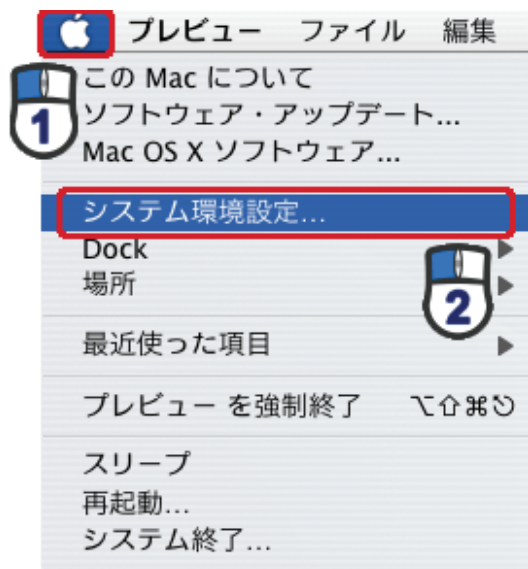 プレビュー ファイル 編集
1
この Mac について
ソフトウェア・アップデート...
Mac OS X ソフトウェア...
システム環境設定...
Dock
場所
2
最近使った項目
プレビュー を強制終了 ⌥⇧⌘⎋
スリープ
再起動...
システム終了...